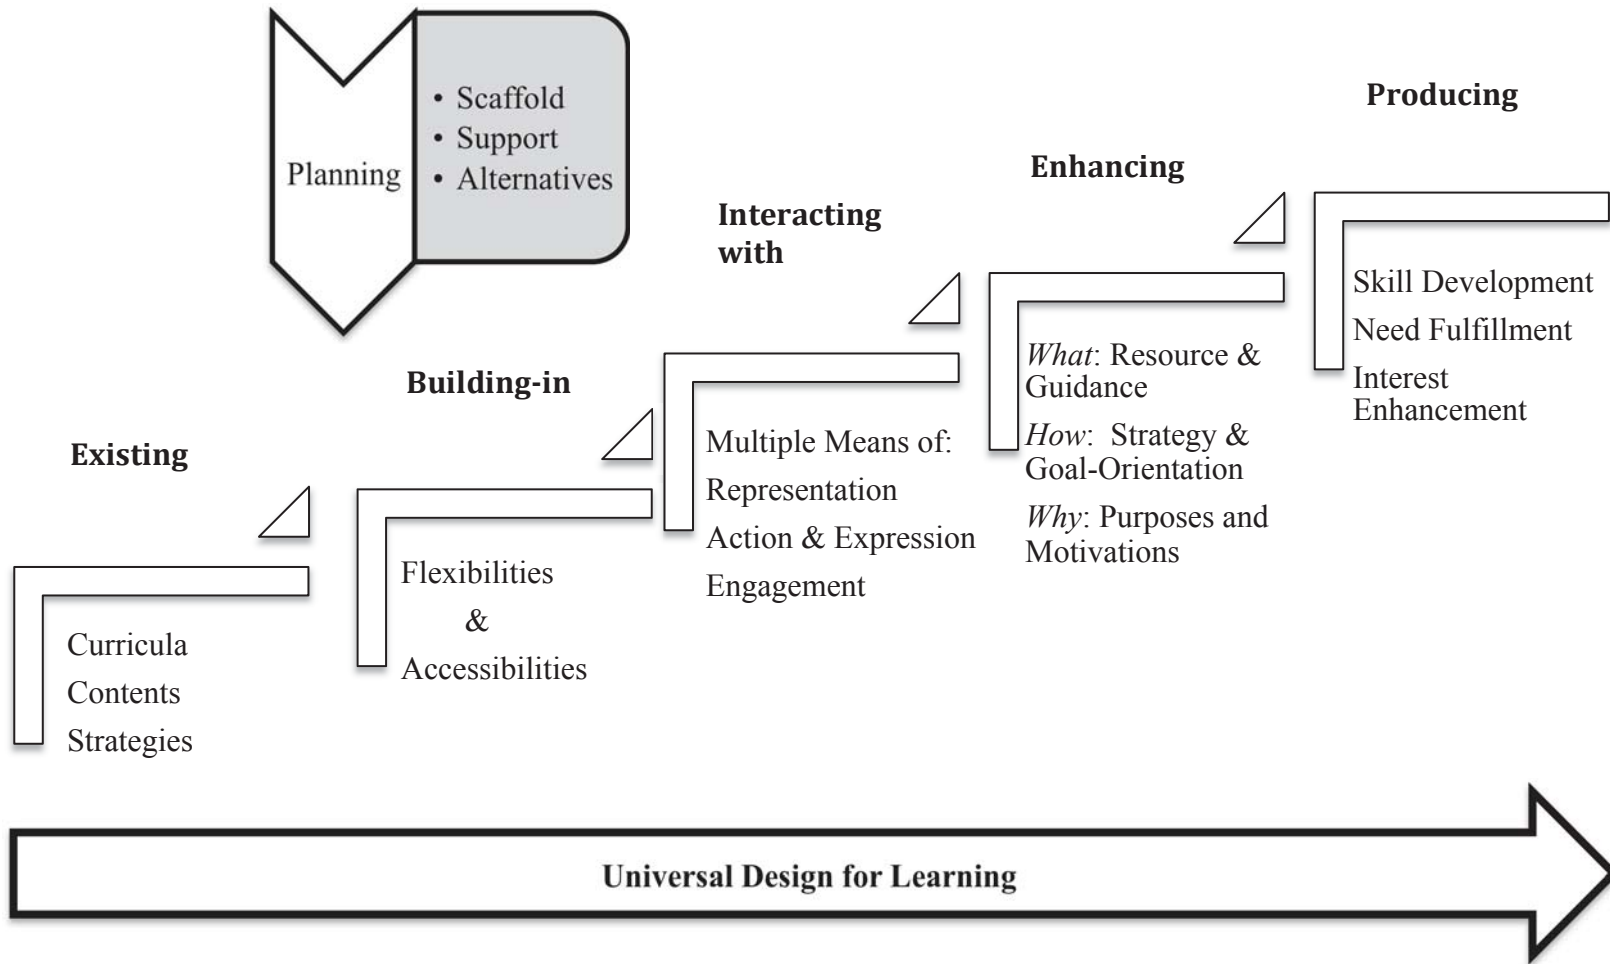 Planning
• Scaffold
• Support
• Alternatives
Existing
Curricula
Contents
Strategies
Building-in
Flexibilities
&
Accessibilities
Interacting
with
Multiple Means of:
Representation
Action & Expression
Engagement
Enhancing
What: Resource &
Guidance
How: Strategy &
Goal-Orientation
Why: Purposes and
Motivations
Producing
Skill Development
Need Fulfillment
Interest
Enhancement
Universal Design for Learning